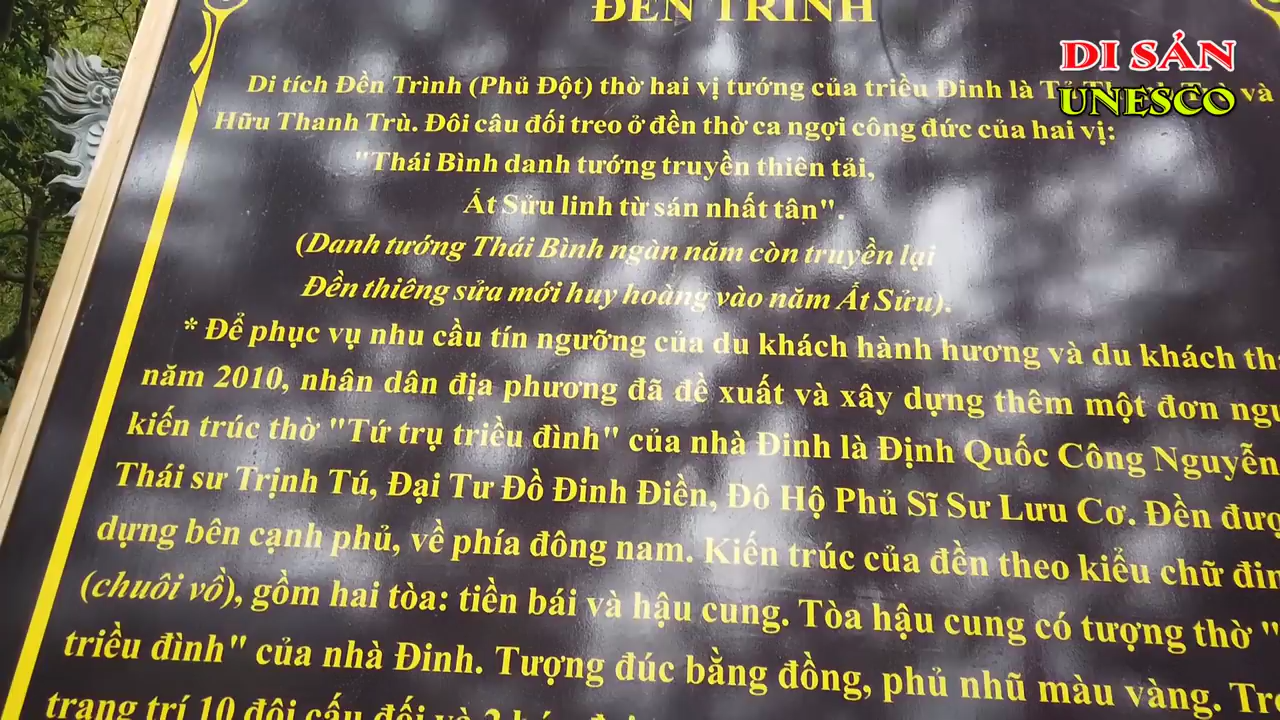 ĐỀN TRÌNH
DI SẢN
UNESCO
Di tích Đền Trình (Phủ Đột) thờ hai vị tướng của triều Đinh là Tả Thanh Trù và
Hữu Thanh Trù. Đôi câu đối treo ở đền thờ ca ngợi công đức của hai vị:
"Thái Bình danh tướng truyền thiên tải,
Ất Sửu linh từ sán nhất tân".
(Danh tướng Thái Bình ngàn năm còn truyền lại
Đền thiêng sửa mới huy hoàng vào năm Ất Sửu).
* Để phục vụ nhu cầu tín ngưỡng của du khách hành hương và du khách
năm 2010, nhân dân địa phương đã đề xuất và xây dựng thêm một đơn
kiến trúc thờ "Tứ trụ triều đình" của nhà Đinh là Định Quốc Công Nguyễn
Thái sư Trịnh Tú, Đại Tư Đồ Đinh Điền, Đô Hộ Phủ Sĩ Sư Lưu Cơ. Đền
dựng bên cạnh phủ, về phía đông nam. Kiến trúc của đền theo kiểu chữ
(chuôi vồ), gồm hai tòa: tiền bái và hậu cung. Tòa hậu cung có tượng thờ "
triều đình" của nhà Đinh. Tượng đúc bằng đồng, phủ nhũ màu vàng.
trang trí 10 đôi câu đối và